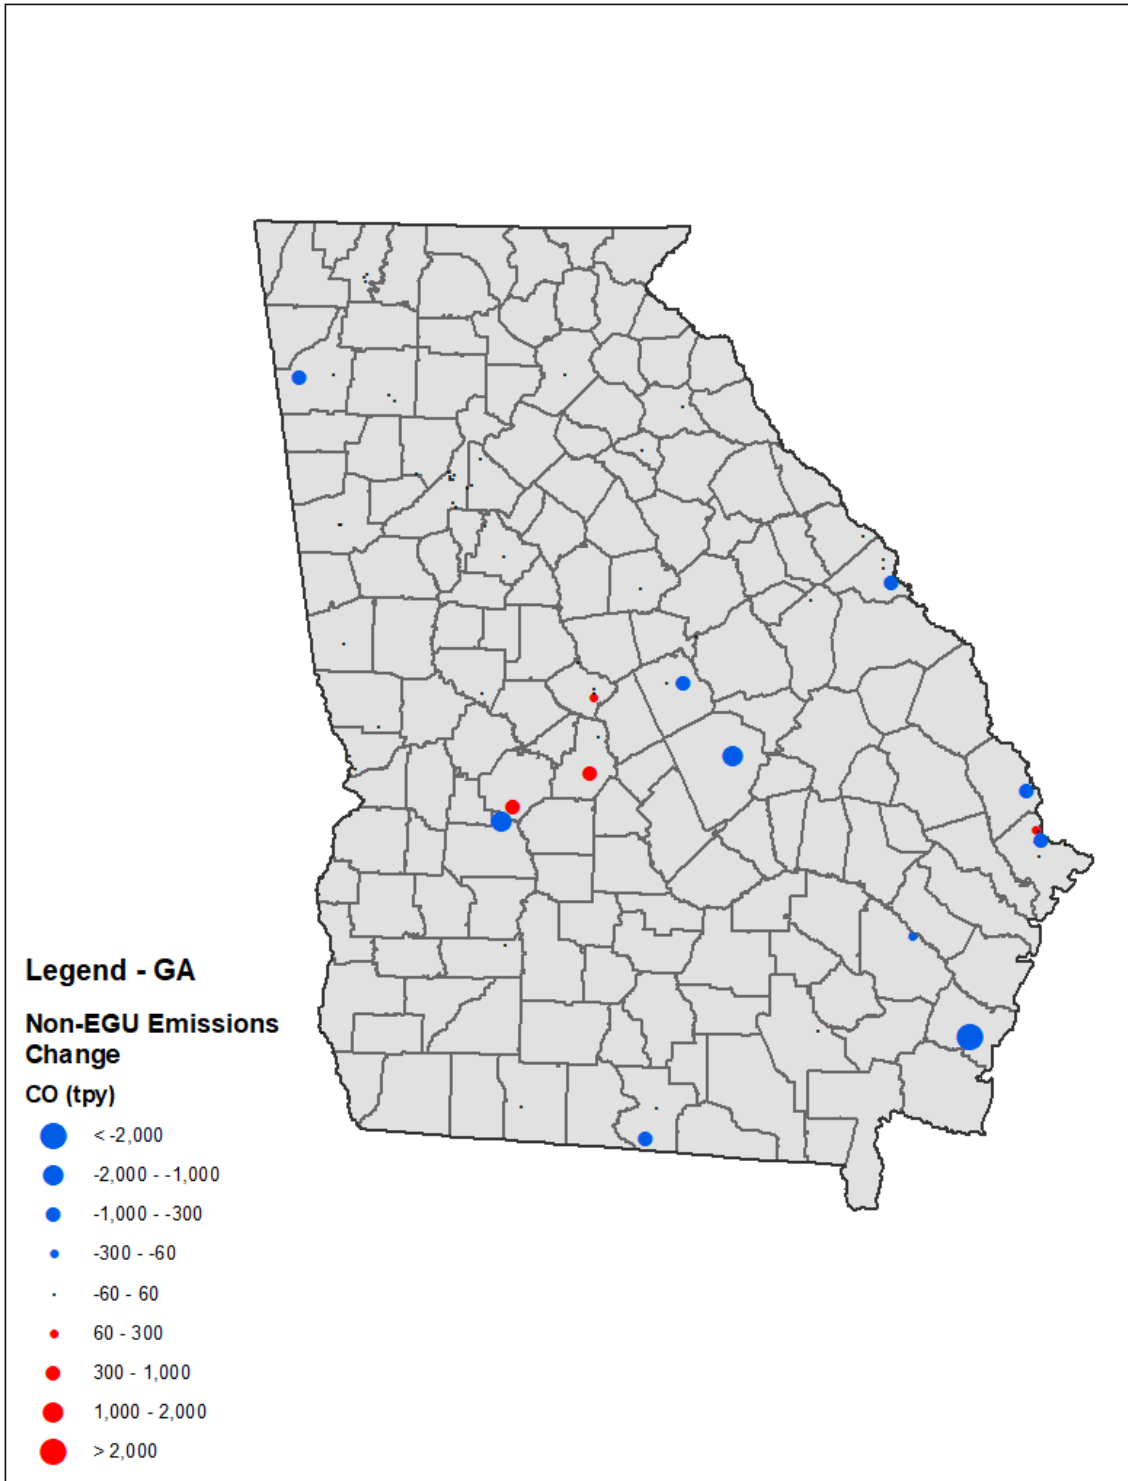 Legend - GA
Non-EGU Emissions
Change
CO (tpy)
< -2,000
-2,000 - -1,000
-1,000 - -300
-300 - -60
-60 - 60
60 - 300
300 - 1,000
1,000 - 2,000
> 2,000